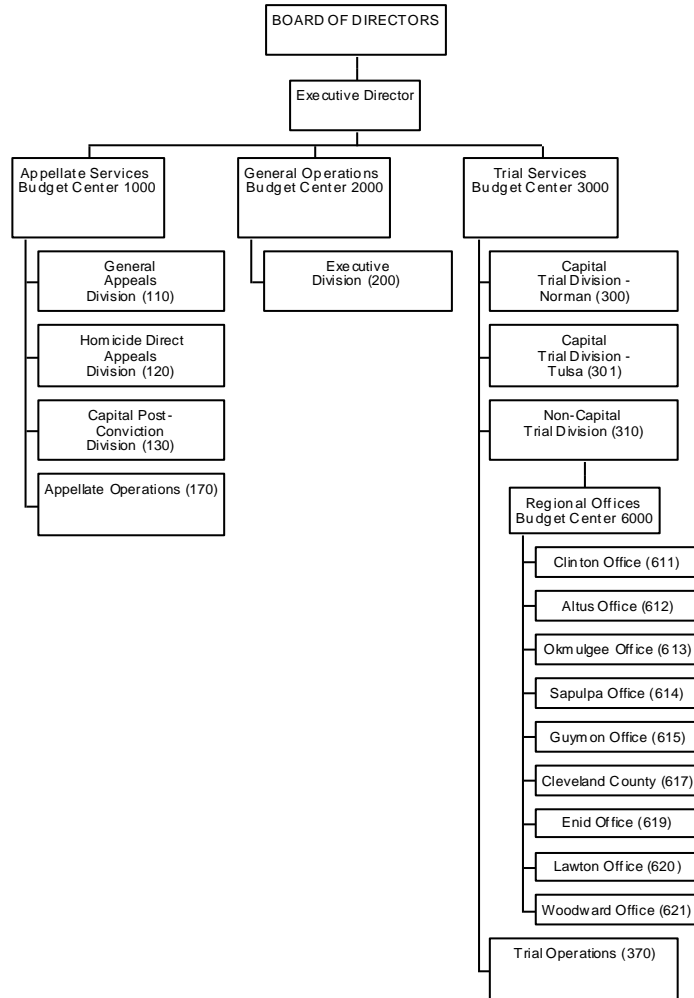 BOARD OF DIRECTORS
Executive Director
Appellate Services
Budget Center 1000
General Operations
Budget Center 2000
Trial Services
Budget Center 3000
General
Appeals
Division (110)
Executive
Division (200)
Capital
Trial Division -
Norman (300)
Homicide Direct
Appeals
Division (120)
Capital
Trial Division -
Tulsa (301)
Capital Post-
Conviction
Division (130)
Non-Capital
Trial Division (310)
Appellate Operations (170)
Regional Offices
Budget Center 6000
Clinton Office (611)
Altus Office (612)
Okmulgee Office (613)
Sapulpa Office (614)
Guymon Office (615)
Cleveland County (617)
Enid Office (619)
Lawton Office (620)
Woodward Office (621)
Trial Operations (370)